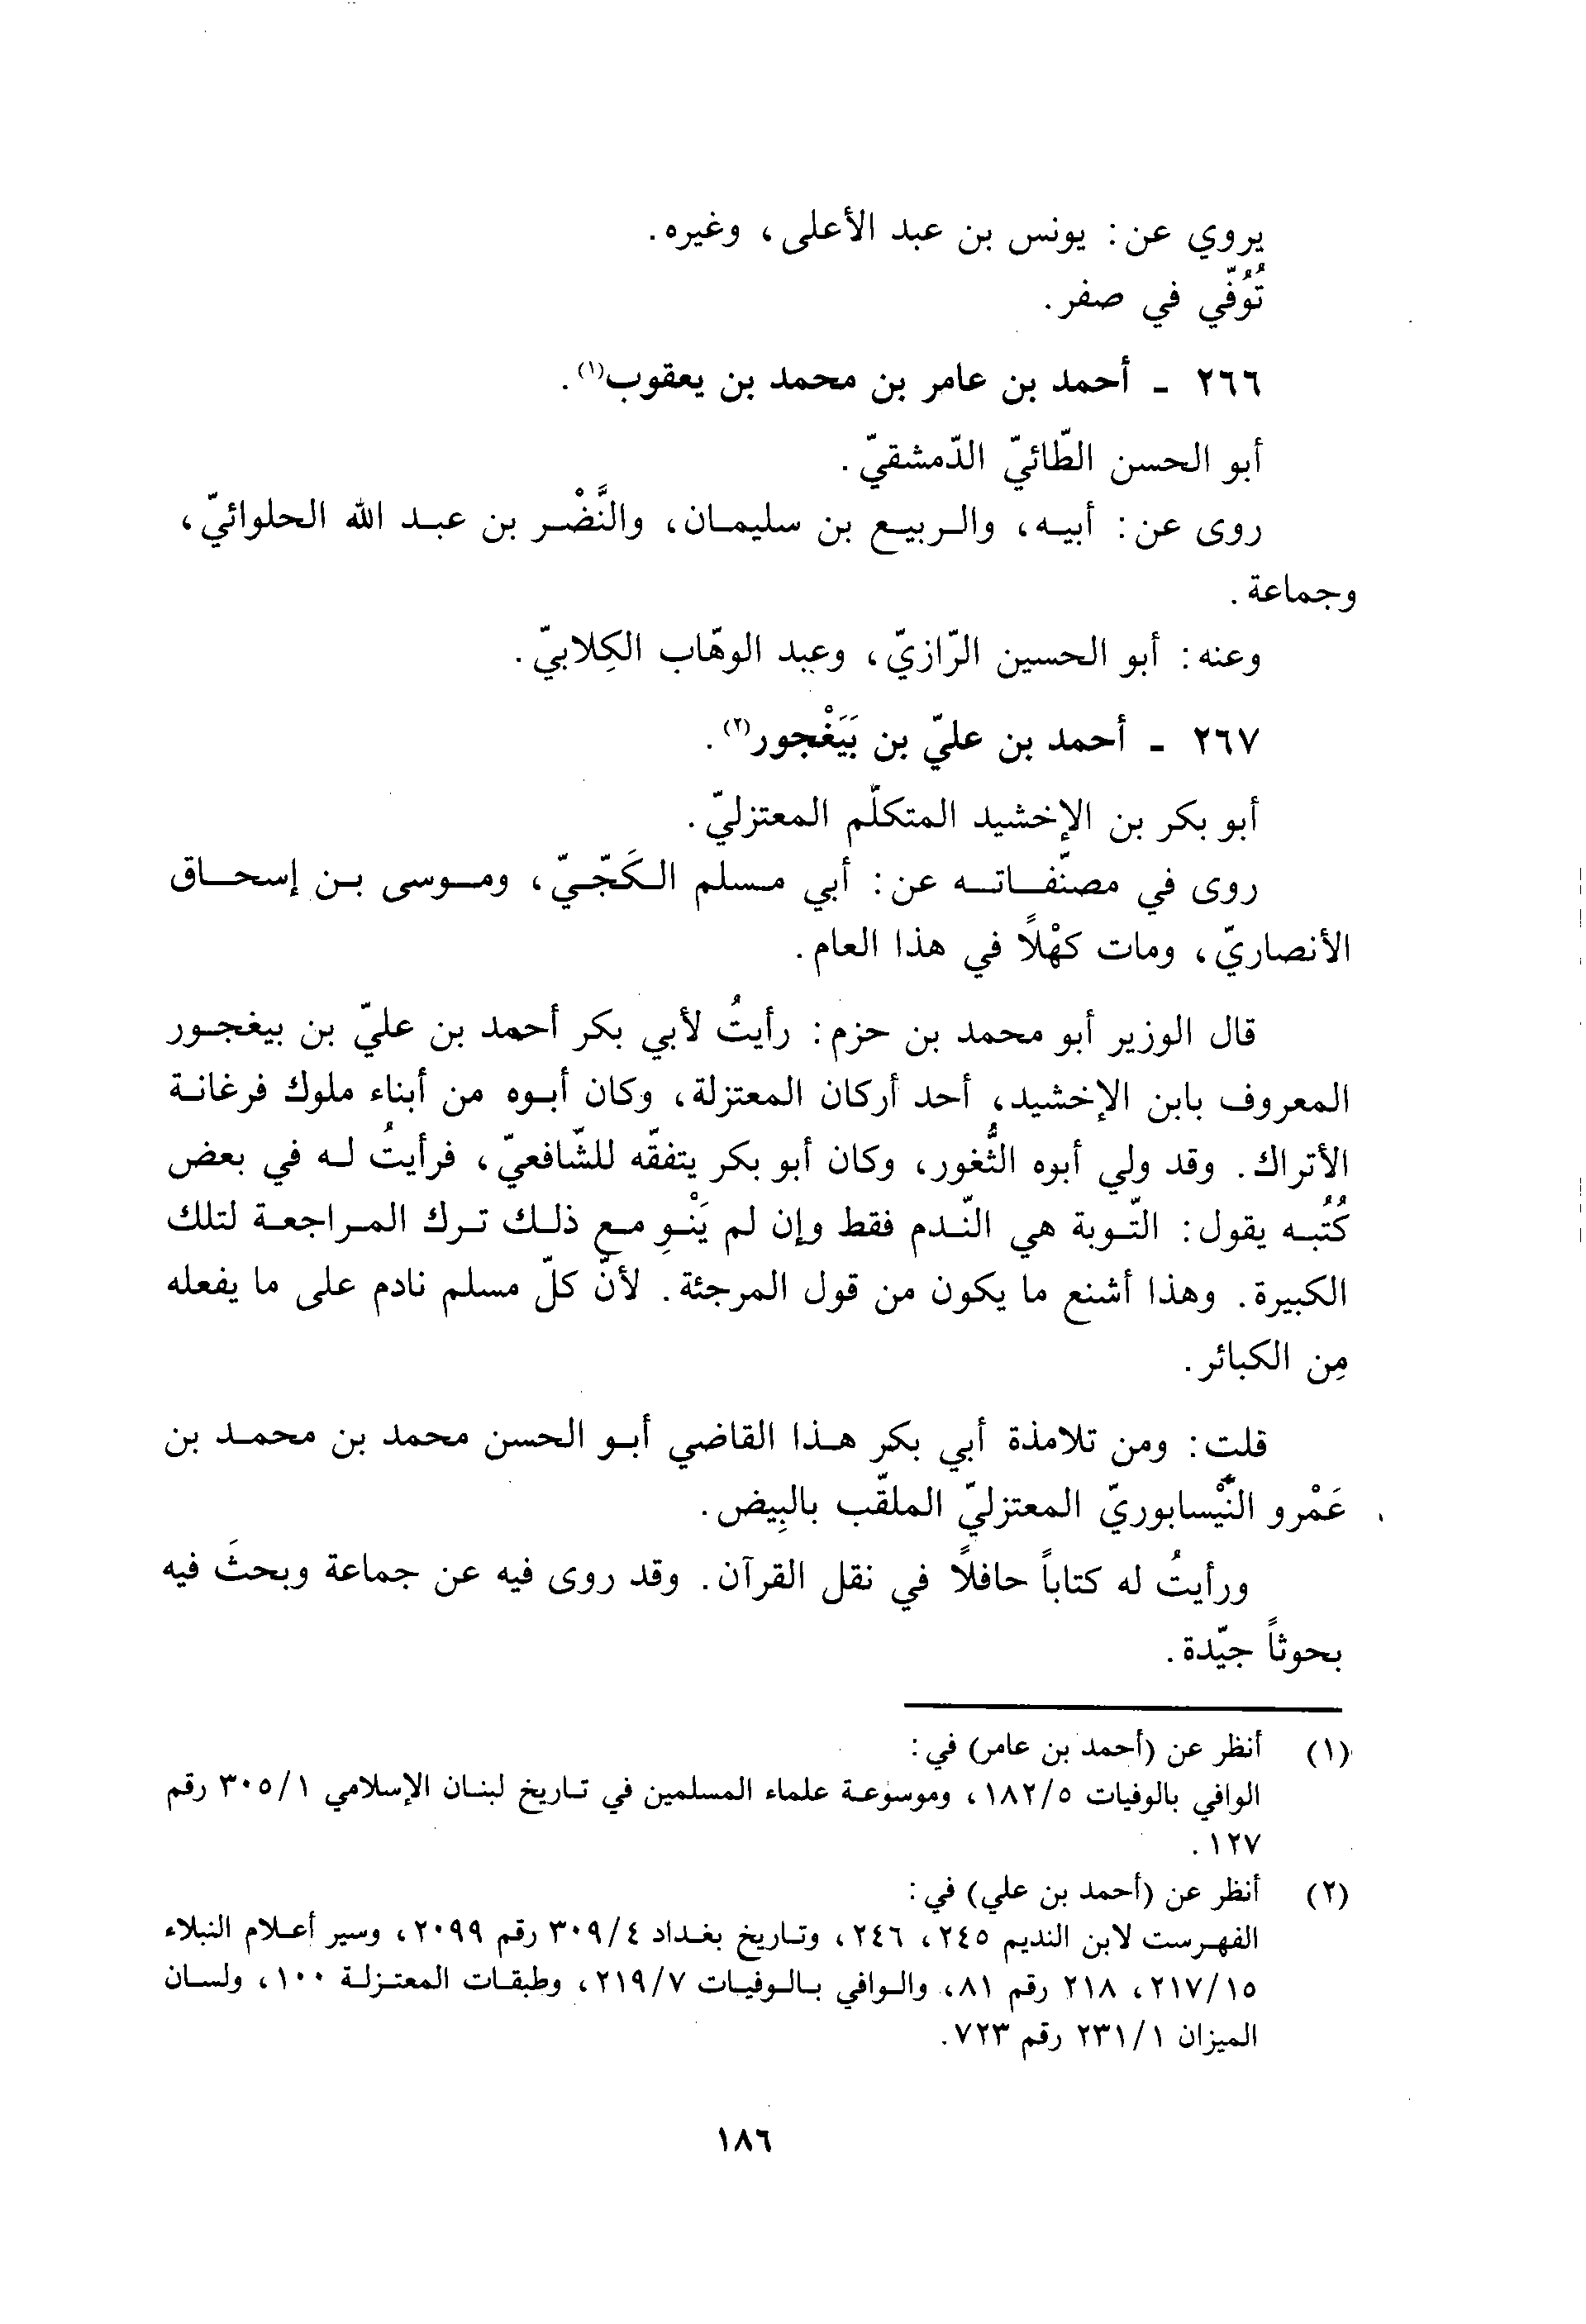 يروي عن: يونس بن عبد الأعلى، وغيره.
تُوُفّي في صفر.
٢٦٦ - أحمد بن عامر بن محمد بن يعقوب(١).
أبو الحسن الطّائيّ الدّمشقيّ.
روى عن: أبيه، والربيع بن سليمان، والنَّضْر بن عبد الله الحلوائيّ،
وجماعة.
وعنه: أبو الحسين الرّازيّ، وعبد الوهّاب الكِلابيّ.
٢٦٧ - أحمد بن عليّ بن بَيَغْجور(٢).
أبو بكر بن الإخشيد المتكلّم المعتزليّ.
روى في مصنّفاته عن: أبي مسلم الكَجّيّ، وموسى بن إسحاق
الأنصاريّ، ومات كهْلاً في هذا العام.
قال الوزير أبو محمد بن حزم: رأيتُ لأبي بكر أحمد بن عليّ بن بيغجور
المعروف بابن الإخشيد، أحد أركان المعتزلة، وكان أبوه من أبناء ملوك فرغانة
الأتراك. وقد ولي أبوه الثُّغور، وكان أبو بكر يتفقّه للشّافعيّ، فرأيتُ له في بعض
كُتُبه يقول: التّوبة هي النّدم فقط وإن لم يَنْوِ مع ذلك ترك المراجعة لتلك
الكبيرة. وهذا أشنع ما يكون من قول المرجئة. لأنّ كلّ مسلم نادم على ما يفعله
مِن الكبائر.
قلت: ومن تلامذة أبي بكر هذا القاضي أبو الحسن محمد بن محمد بن
عَمْرو النَّيْسابوريّ المعتزليّ الملقّب بالبِيض.
ورأيتُ له كتاباً حافلاً في نقل القرآن. وقد روى فيه عن جماعة وبحثَ فيه
بحوثاً جيّدة.
(١) أنظر عن (أحمد بن عامر) في:
الوافي بالوفيات ١٨٢/٥، وموسوعة علماء المسلمين في تاريخ لبنان الإسلامي ٣٠٥/١ رقم
١٢٧.
(٢) أنظر عن (أحمد بن علي) في:
الفهرست لابن النديم ٢٤٥، ٢٤٦، وتاريخ بغداد ٣٠٩/٤ رقم ٢٠٩٩، وسير أعلام النبلاء
٢١٧/١٥، ٢١٨ رقم ٨١، والوافي بالوفيات ٢١٩/٧، وطبقات المعتزلة ١٠٠، ولسان
الميزان ٢٣١/١ رقم ٧٢٣.
١٨٦